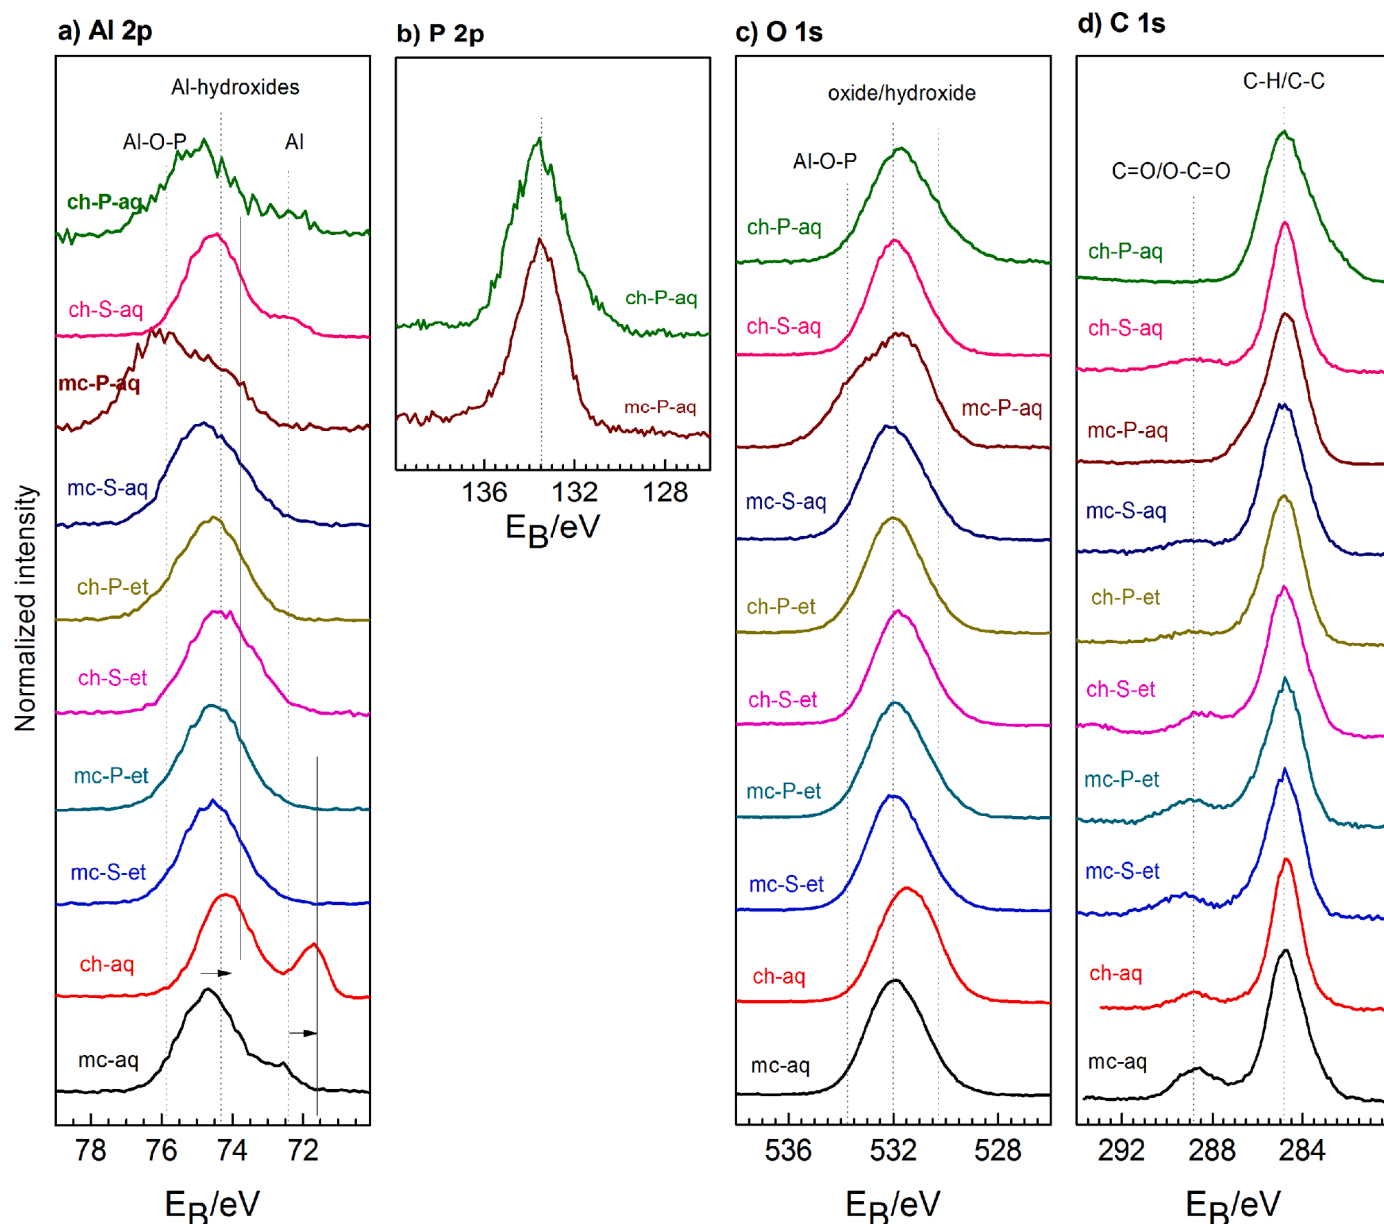 a) Al 2p
Al-hydroxides
Al-O-P
Al
ch-P-aq
ch-S-aq
mc-P-aq
mc-S-aq
ch-P-et
ch-S-et
mc-P-et
mc-S-et
ch-aq
mc-aq
Normalized intensity
78 76 74 72
E_B/eV
b) P 2p
ch-P-aq
mc-P-aq
136 132 128
E_B/eV
c) O 1s
oxide/hydroxide
Al-O-P
ch-P-aq
ch-S-aq
mc-P-aq
mc-S-aq
ch-P-et
ch-S-et
mc-P-et
mc-S-et
ch-aq
mc-aq
536 532 528
E_B/eV
d) C 1s
C-H/C-C
C=O/O-C=O
ch-P-aq
ch-S-aq
mc-P-aq
mc-S-aq
ch-P-et
ch-S-et
mc-P-et
mc-S-et
ch-aq
mc-aq
292 288 284
E_B/eV